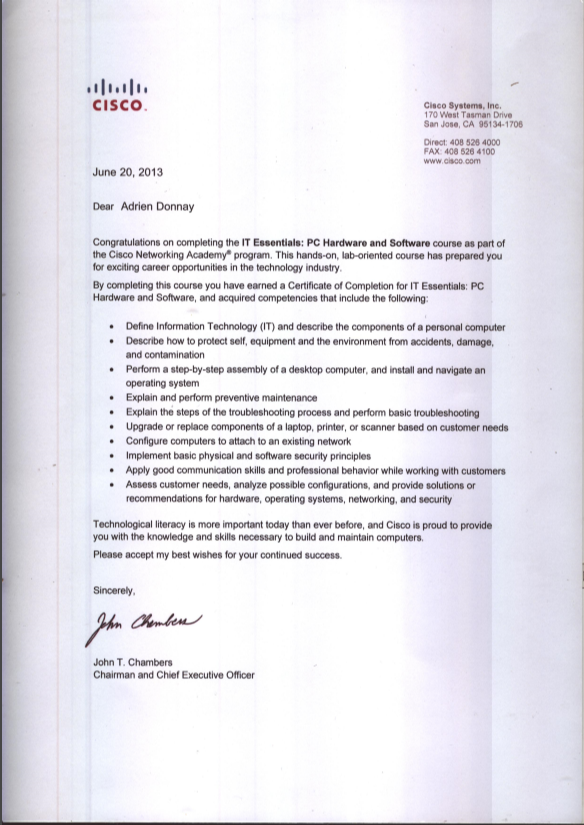 CISCO.
Cisco Systems, Inc.
170 West Tasman Drive
San Jose, CA 95134-1706
Direct: 408 526 4000
FAX: 408 526 4100
www.cisco.com
June 20, 2013
Dear Adrien Donnay
Congratulations on completing the IT Essentials: PC Hardware and Software course as part of
the Cisco Networking Academy® program. This hands-on, lab-oriented course has prepared you
for exciting career opportunities in the technology industry.
By completing this course you have earned a Certificate of Completion for IT Essentials: PC
Hardware and Software, and acquired competencies that include the following:
• Define Information Technology (IT) and describe the components of a personal computer
• Describe how to protect self, equipment and the environment from accidents, damage,
and contamination
• Perform a step-by-step assembly of a desktop computer, and install and navigate an
operating system
• Explain and perform preventive maintenance
• Explain the steps of the troubleshooting process and perform basic troubleshooting
• Upgrade or replace components of a laptop, printer, or scanner based on customer needs
• Configure computers to attach to an existing network
• Implement basic physical and software security principles
• Apply good communication skills and professional behavior while working with customers
• Assess customer needs, analyze possible configurations, and provide solutions or
recommendations for hardware, operating systems, networking, and security
Technological literacy is more important today than ever before, and Cisco is proud to provide
you with the knowledge and skills necessary to build and maintain computers.
Please accept my best wishes for your continued success.
Sincerely,
John Chambers
John T. Chambers
Chairman and Chief Executive Officer